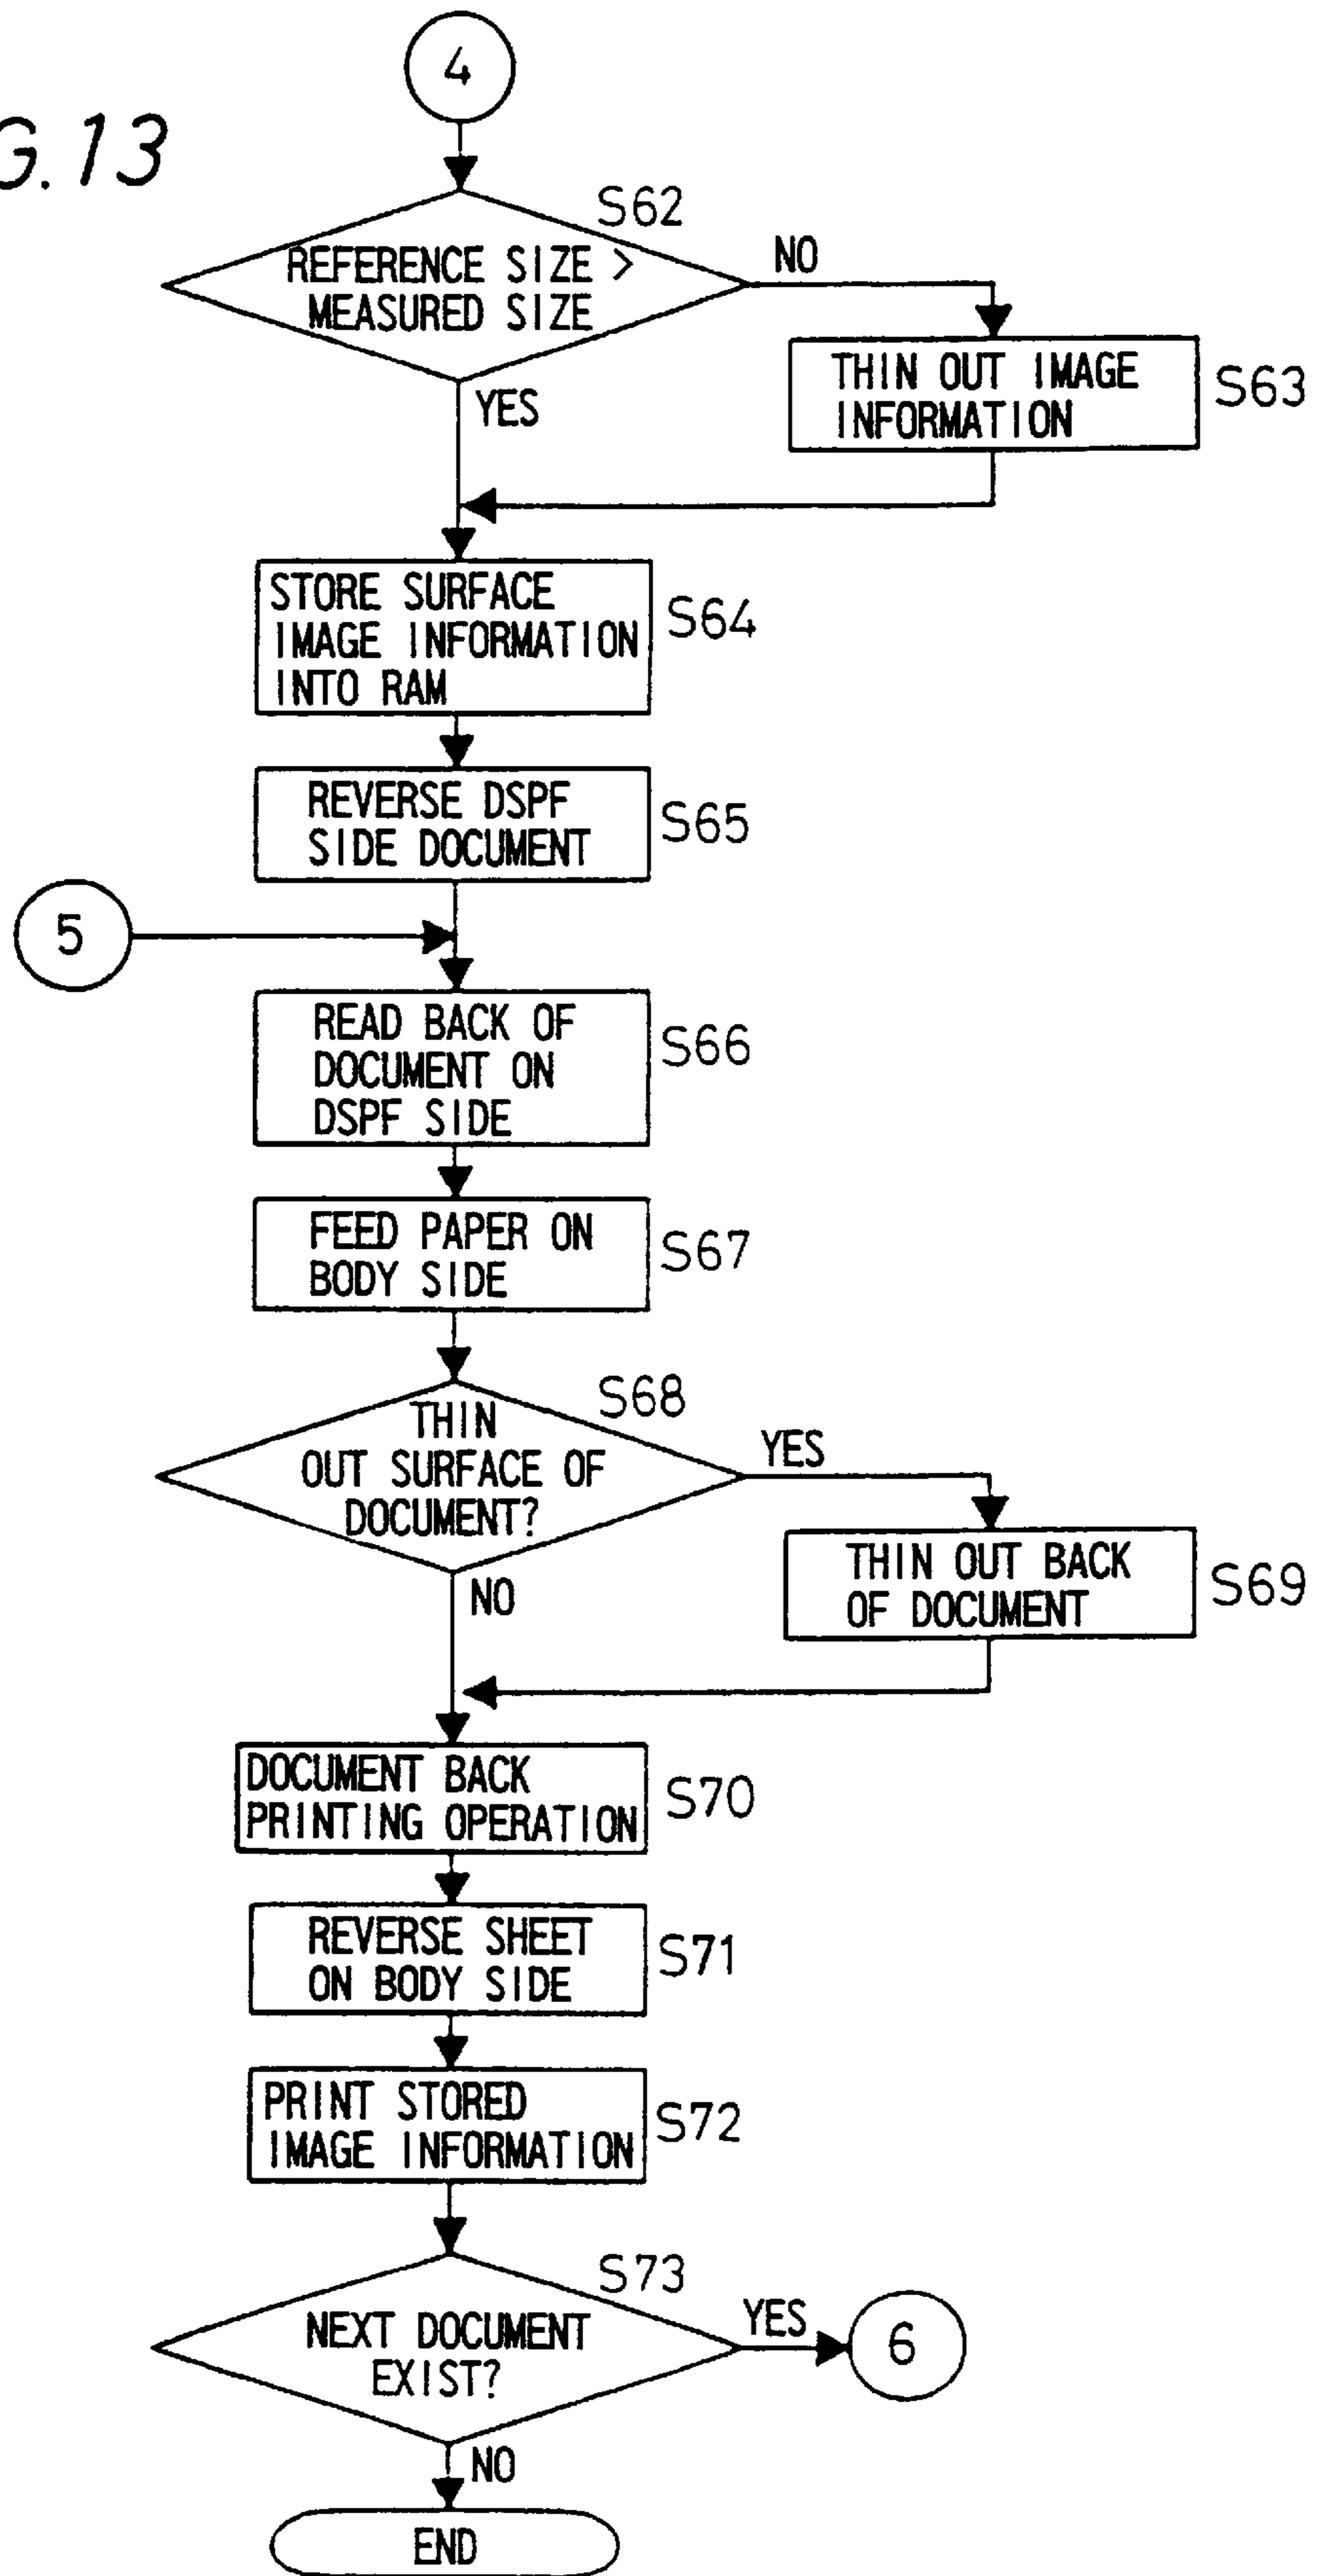 4
G.13
S62
REFERENCE SIZE >
MEASURED SIZE
NO
YES
THIN OUT IMAGE
INFORMATION
S63
STORE SURFACE
IMAGE INFORMATION
INTO RAM
S64
REVERSE DSPF
SIDE DOCUMENT
S65
5
READ BACK OF
DOCUMENT ON
DSPF SIDE
S66
FEED PAPER ON
BODY SIDE
S67
S68
THIN
OUT SURFACE OF
DOCUMENT?
YES
NO
THIN OUT BACK
OF DOCUMENT
S69
DOCUMENT BACK
PRINTING OPERATION
S70
REVERSE SHEET
ON BODY SIDE
S71
PRINT STORED
IMAGE INFORMATION
S72
S73
NEXT DOCUMENT
EXIST?
YES
6
NO
END